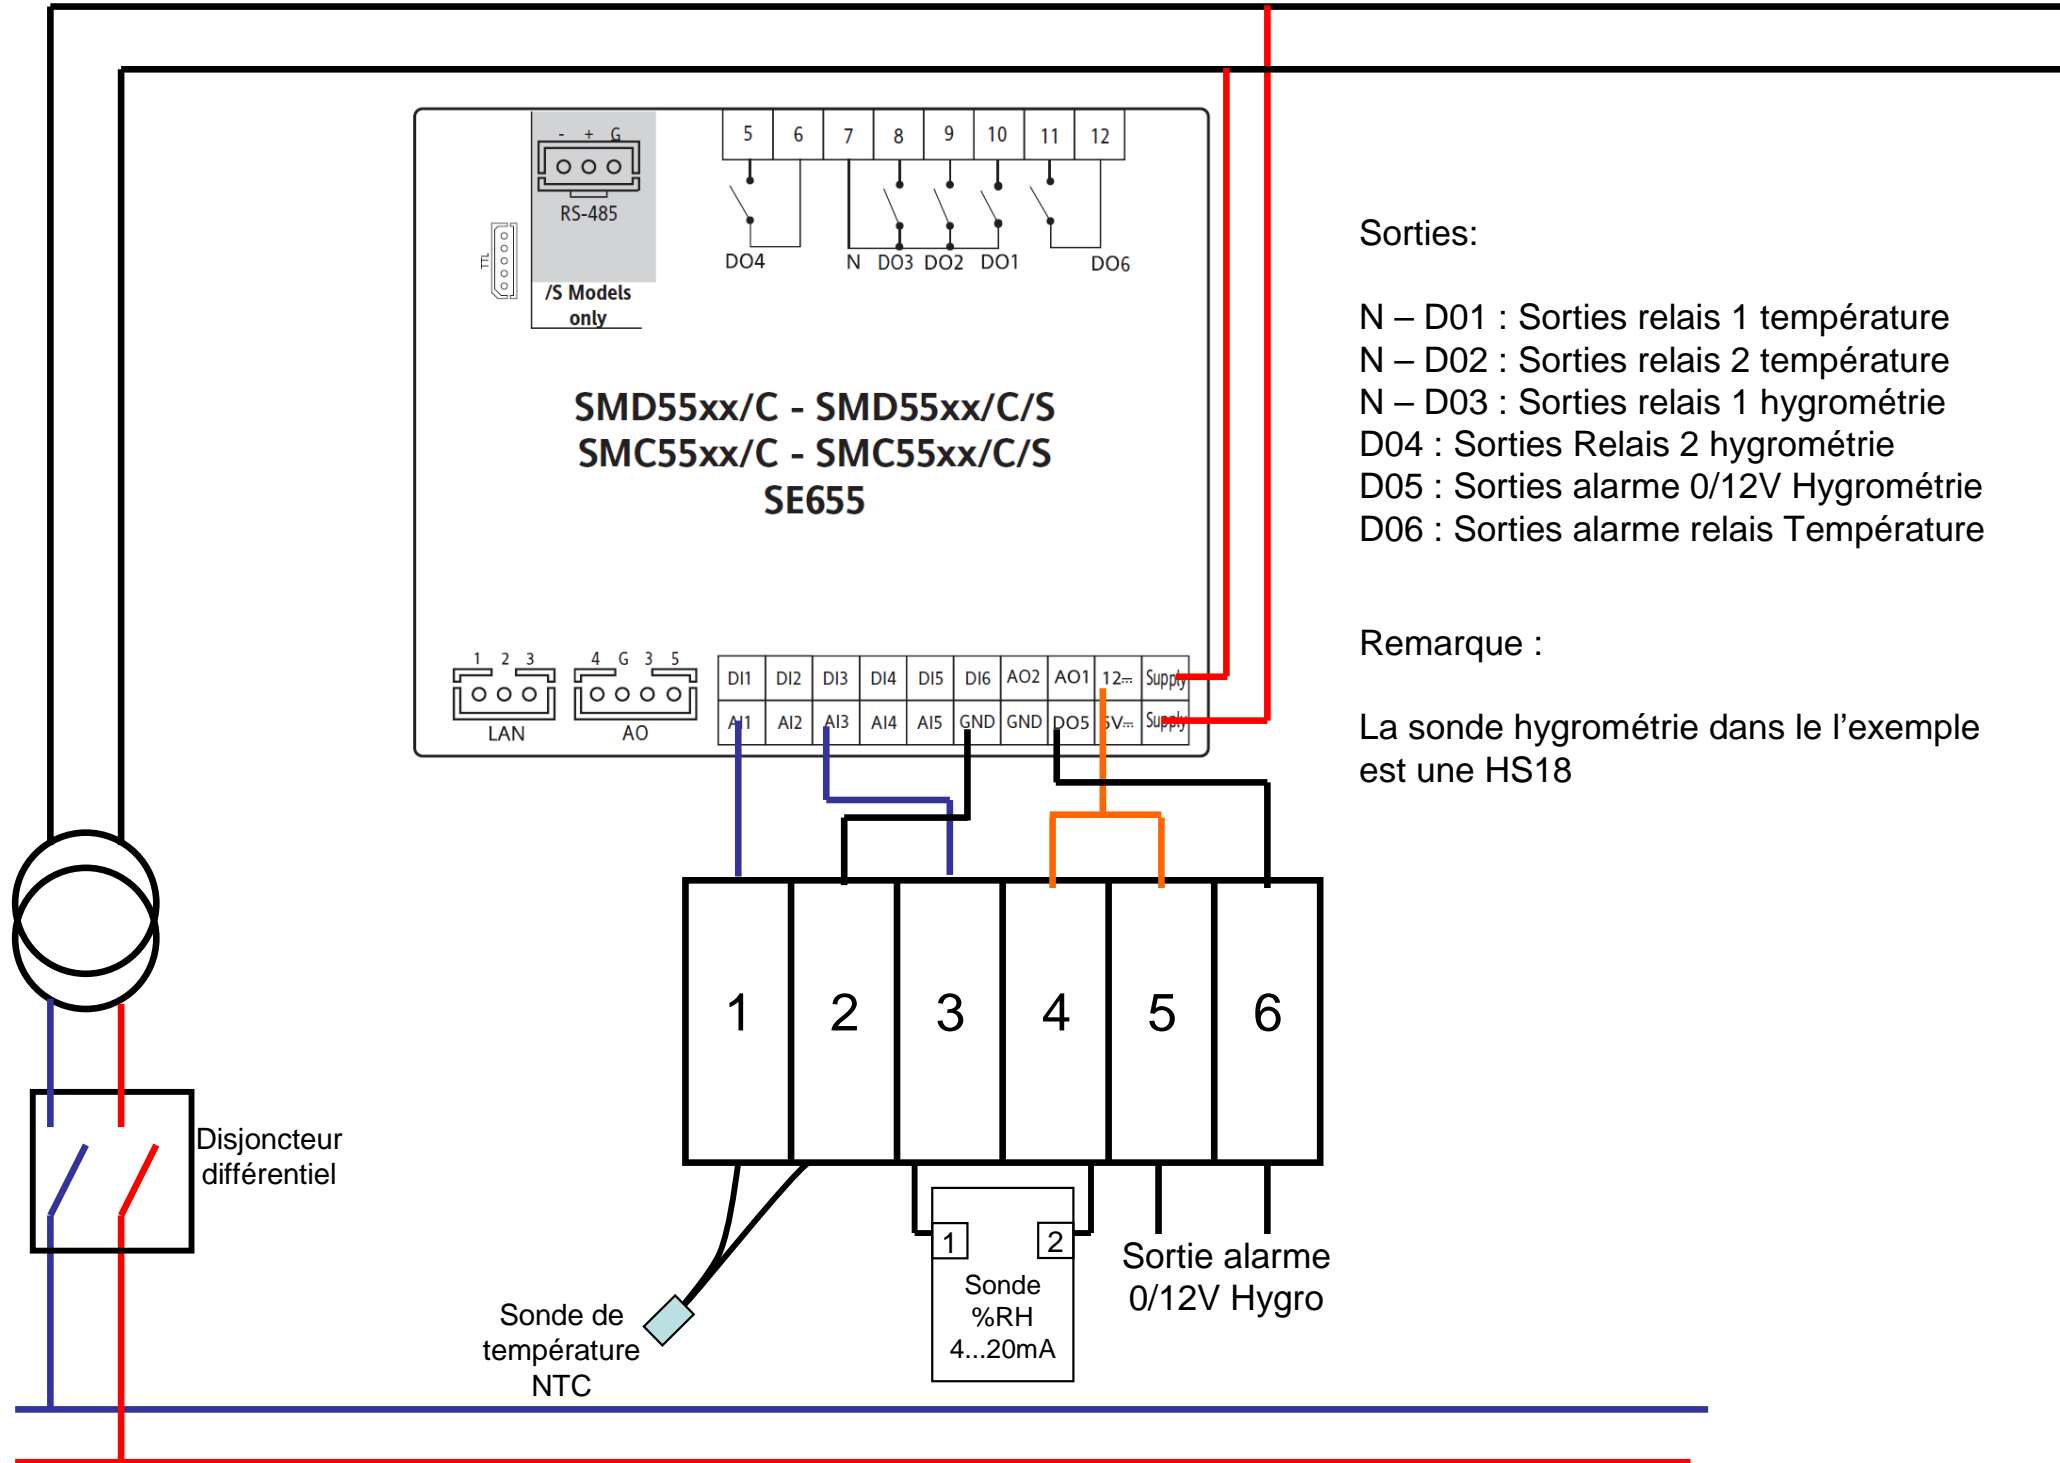 5 6 7 8 9 10 11 12
- + G
RS-485
TTL
/S Models
only
DO4 N DO3 DO2 DO1 DO6
SMD55xx/C - SMD55xx/C/S
SMC55xx/C - SMC55xx/C/S
SE655
1 2 3
LAN
4 G 3 5
AO
DI1 DI2 DI3 DI4 DI5 DI6 AO2 AO1 12⎓ Supply
AI1 AI2 AI3 AI4 AI5 GND GND DO5 5V⎓ Supply
Sorties:
N – D01 : Sorties relais 1 température
N – D02 : Sorties relais 2 température
N – D03 : Sorties relais 1 hygrométrie
D04 : Sorties Relais 2 hygrométrie
D05 : Sorties alarme 0/12V Hygrométrie
D06 : Sorties alarme relais Température
Remarque :
La sonde hygrométrie dans le l’exemple
est une HS18
1 2 3 4 5 6
Disjoncteur
différentiel
Sonde de
température
NTC
1 2
Sonde
%RH
4...20mA
Sortie alarme
0/12V Hygro